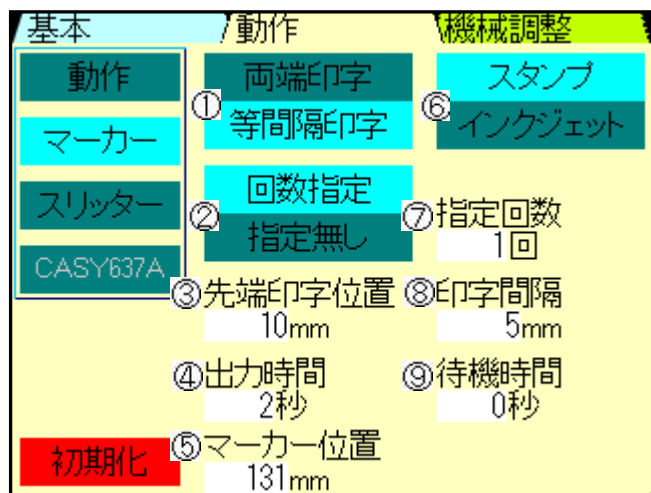 基本
動作
機械調整
動作
マーカー
スリッター
CASY637A
初期化
①
両端印字
等間隔印字
②
回数指定
指定無し
③先端印字位置
10mm
④出力時間
2秒
⑤マーカー位置
131mm
⑥
スタンプ
インクジェット
⑦指定回数
1回
⑧印字間隔
5mm
⑨待機時間
0秒